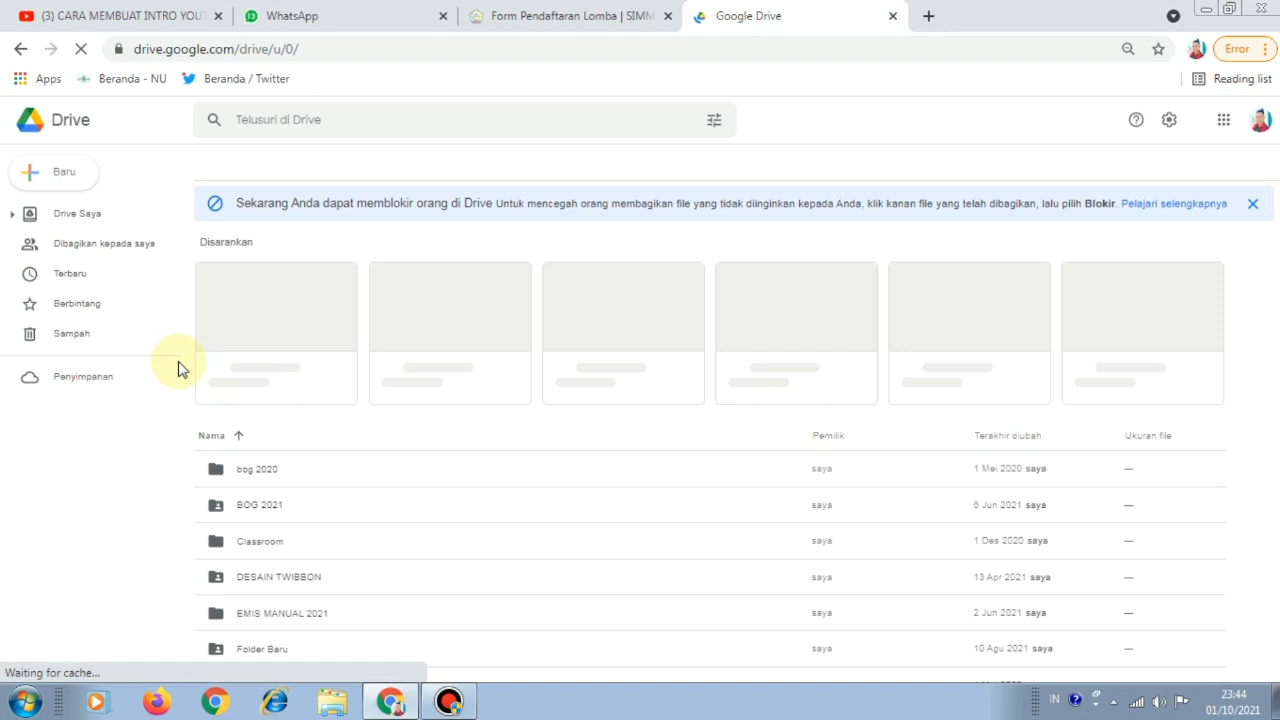 (3) CARA MEMBUAT INTRO YOU
13 WhatsApp
Form Pendaftaran Lomba | SIMM
Google Drive
drive.google.com/drive/u/0/
Error
Apps
Beranda - NU
Beranda / Twitter
Reading list
Drive
Telusuri di Drive
Baru
Sekarang Anda dapat memblokir orang di Drive Untuk mencegah orang membagikan file yang tidak diinginkan kepada Anda, klik kanan file yang telah dibagikan, lalu pilih Blokir. Pelajari selengkapnya
Drive Saya
Dibagikan kepada saya
Terbaru
Berbintang
Sampah
Penyimpanan
Disarankan
Nama Pemilik Terakhir diubah Ukuran file
bog 2020 saya 1 Mei 2020 saya —
BOG 2021 saya 6 Jun 2021 saya —
Classroom saya 1 Des 2020 saya —
DESAIN TWIBBON saya 13 Apr 2021 saya —
EMIS MANUAL 2021 saya 2 Jun 2021 saya —
Folder Baru saya 10 Agu 2021 saya —
Waiting for cache...
IN
23:44
01/10/2021